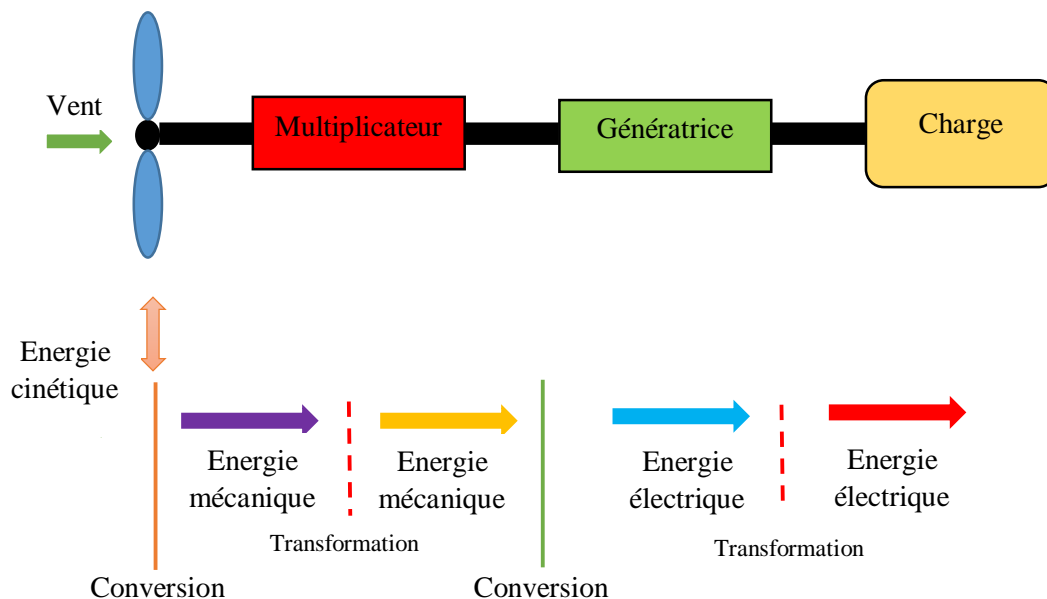 Vent
Multiplicateur
Génératrice
Charge
Energie
cinétique
Energie
mécanique
Energie
mécanique
Energie
électrique
Energie
électrique
Transformation
Transformation
Conversion
Conversion